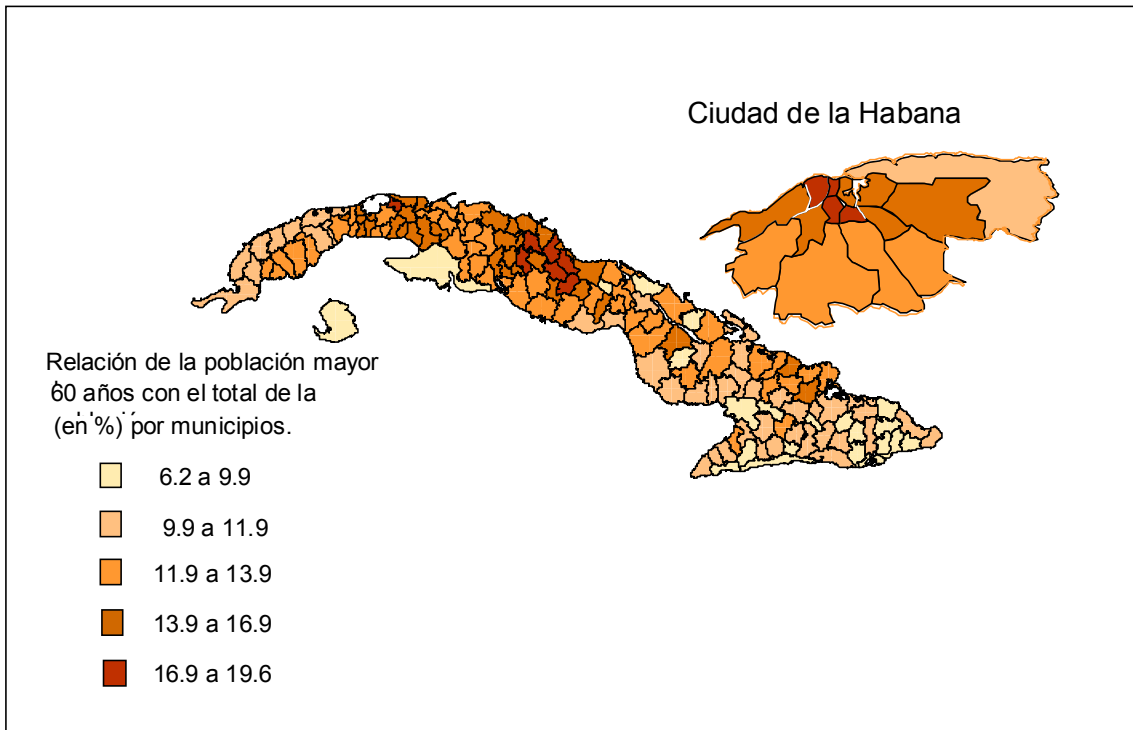 Ciudad de la Habana
Relación de la población mayor
60 años con el total de la
(en %) por municipios.
6.2 a 9.9
9.9 a 11.9
11.9 a 13.9
13.9 a 16.9
16.9 a 19.6